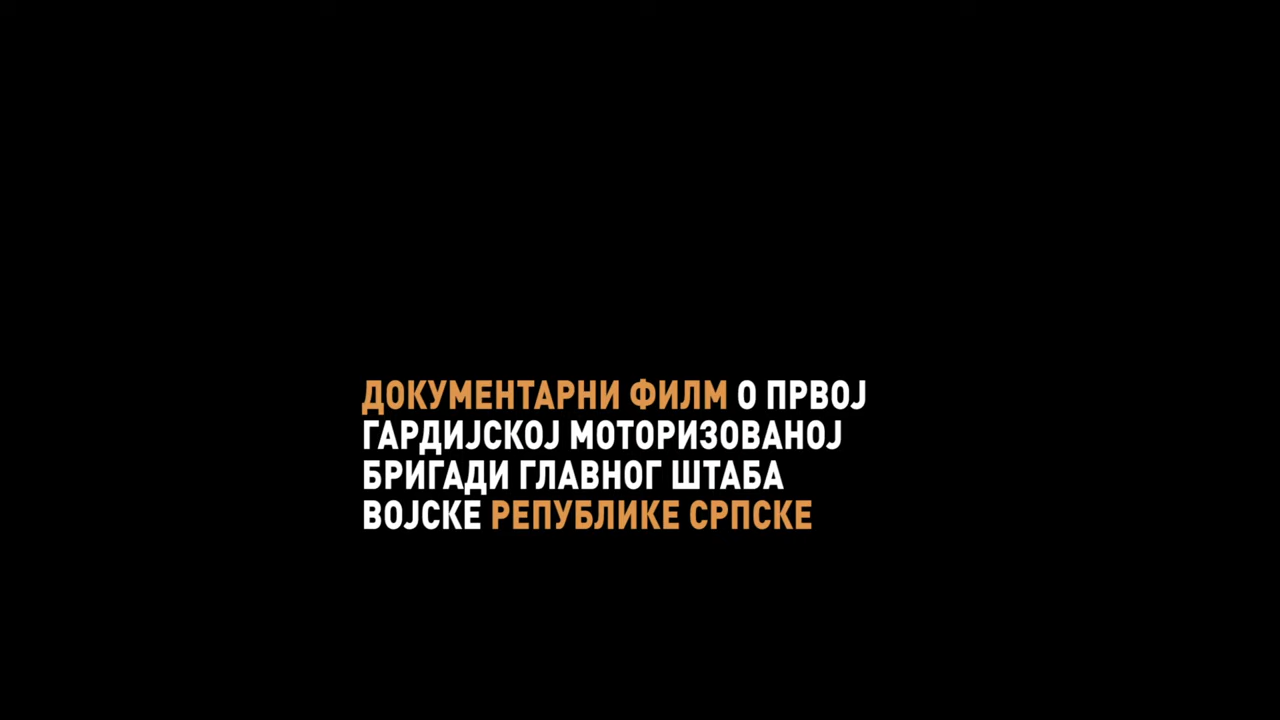 ДОКУМЕНТАРНИ ФИЛМ О ПРВОЈ
ГАРДИЈСКОЈ МОТОРИЗОВАНОЈ
БРИГАДИ ГЛАВНОГ ШТАБА
ВОЈСКЕ РЕПУБЛИКЕ СРПСКЕ